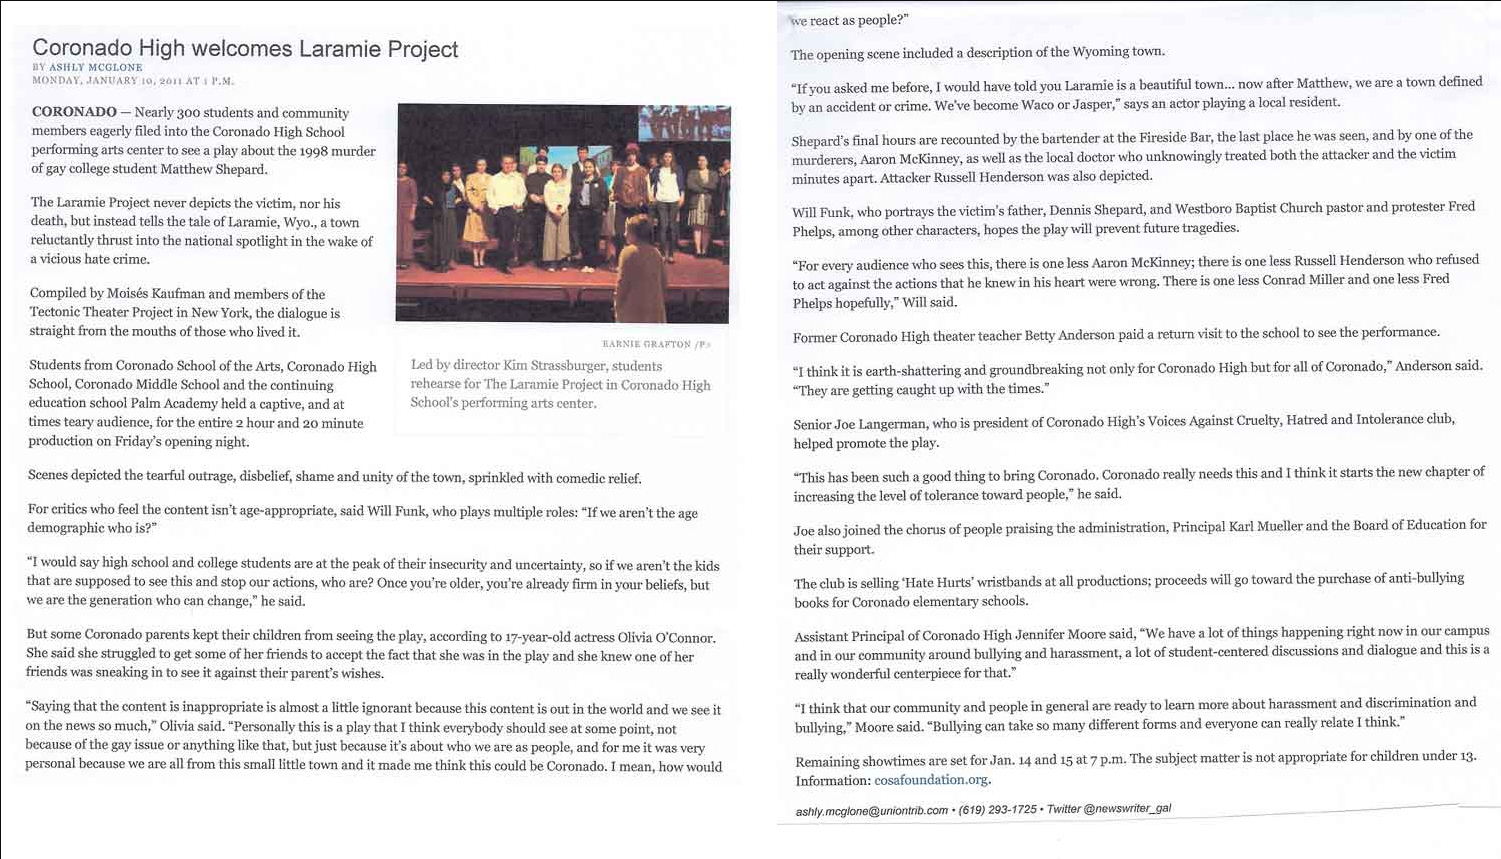 Coronado High welcomes Laramie Project
BY ASHLY MCGLONE
MONDAY, JANUARY 10, 2011 AT 1 P.M.
CORONADO — Nearly 300 students and community
members eagerly filed into the Coronado High School
performing arts center to see a play about the 1998 murder
of gay college student Matthew Shepard.
The Laramie Project never depicts the victim, nor his
death, but instead tells the tale of Laramie, Wyo., a town
reluctantly thrust into the national spotlight in the wake of
a vicious hate crime.
Compiled by Moisés Kaufman and members of the
Tectonic Theater Project in New York, the dialogue is
straight from the mouths of those who lived it.
Students from Coronado School of the Arts, Coronado High
School, Coronado Middle School and the continuing
education school Palm Academy held a captive, and at
times teary audience, for the entire 2 hour and 20 minute
production on Friday's opening night.
EARNIE GRAFTON /P>
Led by director Kim Strassburger, students
rehearse for The Laramie Project in Coronado High
School's performing arts center.
Scenes depicted the tearful outrage, disbelief, shame and unity of the town, sprinkled with comedic relief.
For critics who feel the content isn't age-appropriate, said Will Funk, who plays multiple roles: “If we aren't the age
demographic who is?”
“I would say high school and college students are at the peak of their insecurity and uncertainty, so if we aren't the kids
that are supposed to see this and stop our actions, who are? Once you're older, you're already firm in your beliefs, but
we are the generation who can change,” he said.
But some Coronado parents kept their children from seeing the play, according to 17-year-old actress Olivia O'Connor.
She said she struggled to get some of her friends to accept the fact that she was in the play and she knew one of her
friends was sneaking in to see it against their parent's wishes.
“Saying that the content is inappropriate is almost a little ignorant because this content is out in the world and we see it
on the news so much,” Olivia said. “Personally this is a play that I think everybody should see at some point, not
because of the gay issue or anything like that, but just because it's about who we are as people, and for me it was very
personal because we are all from this small little town and it made me think this could be Coronado. I mean, how would
we react as people?”
The opening scene included a description of the Wyoming town.
“If you asked me before, I would have told you Laramie is a beautiful town... now after Matthew, we are a town defined
by an accident or crime. We've become Waco or Jasper,” says an actor playing a local resident.
Shepard's final hours are recounted by the bartender at the Fireside Bar, the last place he was seen, and by one of the
murderers, Aaron McKinney, as well as the local doctor who unknowingly treated both the attacker and the victim
minutes apart. Attacker Russell Henderson was also depicted.
Will Funk, who portrays the victim's father, Dennis Shepard, and Westboro Baptist Church pastor and protester Fred
Phelps, among other characters, hopes the play will prevent future tragedies.
“For every audience who sees this, there is one less Aaron McKinney; there is one less Russell Henderson who refused
to act against the actions that he knew in his heart were wrong. There is one less Conrad Miller and one less Fred
Phelps hopefully,” Will said.
Former Coronado High theater teacher Betty Anderson paid a return visit to the school to see the performance.
“I think it is earth-shattering and groundbreaking not only for Coronado High but for all of Coronado,” Anderson said.
“They are getting caught up with the times.”
Senior Joe Langerman, who is president of Coronado High's Voices Against Cruelty, Hatred and Intolerance club,
helped promote the play.
“This has been such a good thing to bring Coronado. Coronado really needs this and I think it starts the new chapter of
increasing the level of tolerance toward people,” he said.
Joe also joined the chorus of people praising the administration, Principal Karl Mueller and the Board of Education for
their support.
The club is selling ‘Hate Hurts’ wristbands at all productions; proceeds will go toward the purchase of anti-bullying
books for Coronado elementary schools.
Assistant Principal of Coronado High Jennifer Moore said, “We have a lot of things happening right now in our campus
and in our community around bullying and harassment, a lot of student-centered discussions and dialogue and this is a
really wonderful centerpiece for that.”
“I think that our community and people in general are ready to learn more about harassment and discrimination and
bullying,” Moore said. “Bullying can take so many different forms and everyone can really relate I think.”
Remaining showtimes are set for Jan. 14 and 15 at 7 p.m. The subject matter is not appropriate for children under 13.
Information: cosafoundation.org.
ashly.mcglone@uniontrib.com • (619) 293-1725 • Twitter @newswriter_gal